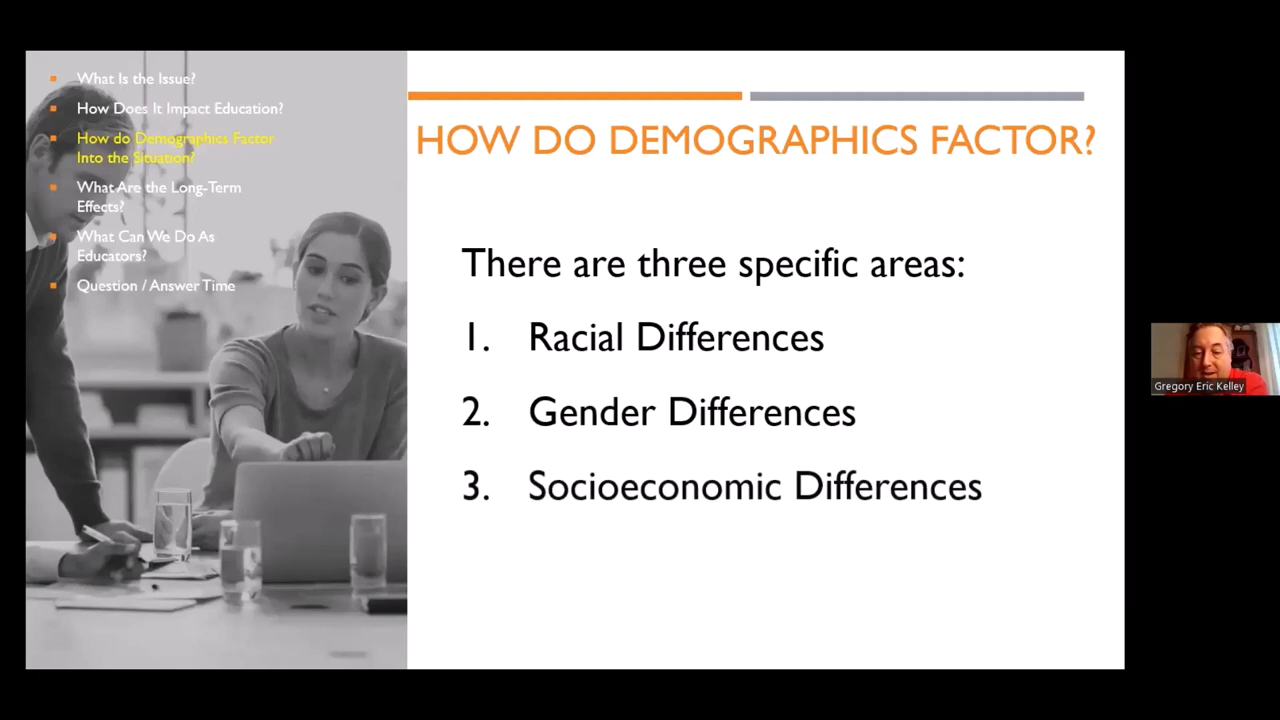 What Is the Issue?
How Does It Impact Education?
How do Demographics Factor
Into the Situation?
What Are the Long-Term
Effects?
What Can We Do As
Educators?
Question / Answer Time
HOW DO DEMOGRAPHICS FACTOR?
There are three specific areas:
1. Racial Differences
2. Gender Differences
3. Socioeconomic Differences
Gregory Eric Kelley